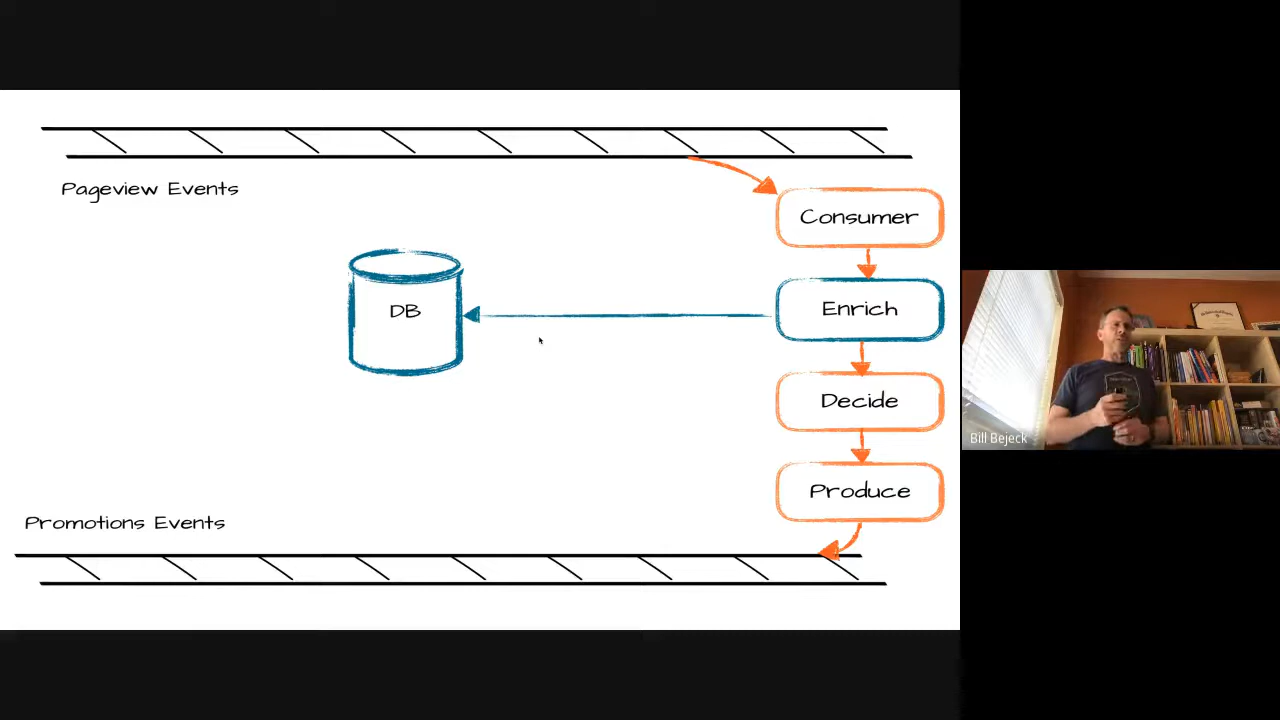 Pageview Events
Consumer
DB
Enrich
Decide
Produce
Promotions Events
Bill Bejeck